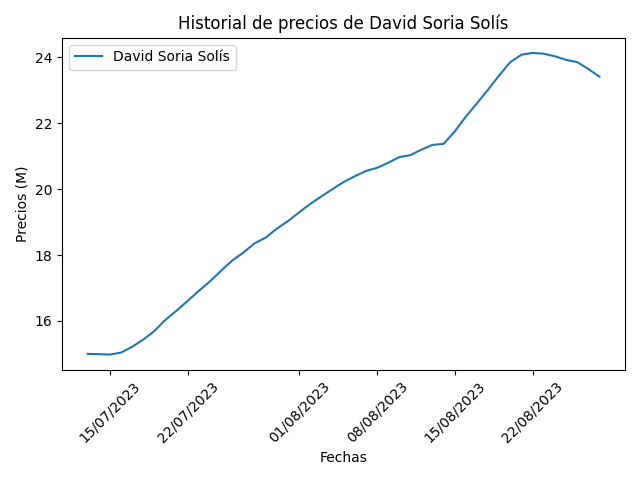 Historial de precios de David Soria Solís
David Soria Solís
Precios (M)
24
22
20
18
16
15/07/2023
22/07/2023
01/08/2023
08/08/2023
15/08/2023
22/08/2023
Fechas